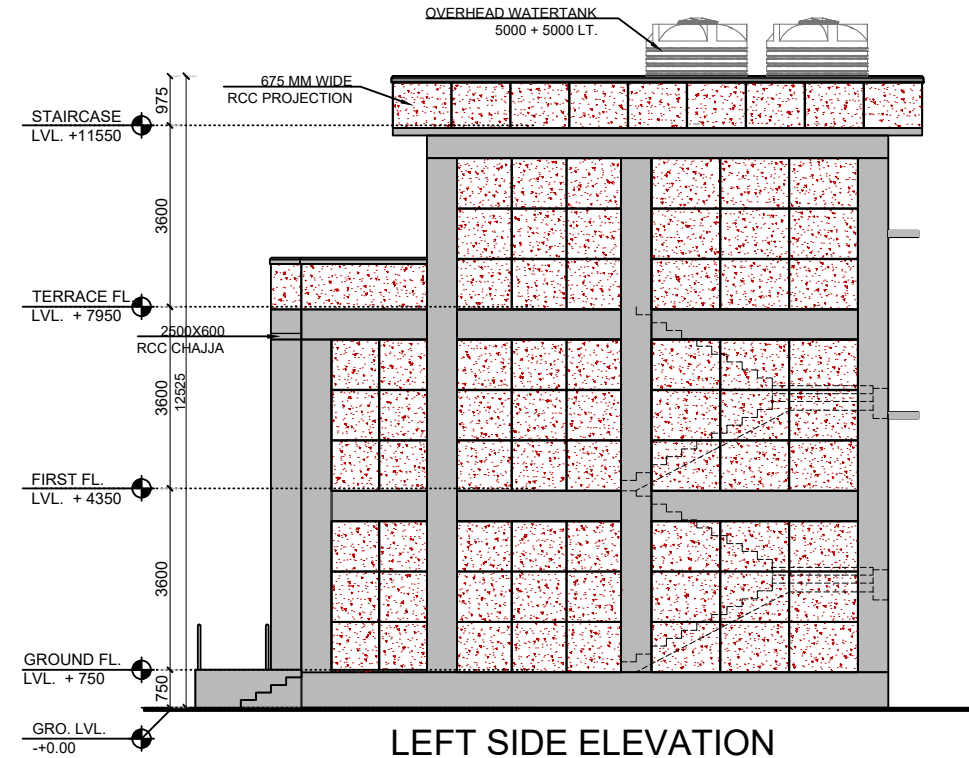 OVERHEAD WATERTANK
5000 + 5000 LT.
675 MM WIDE
RCC PROJECTION
975
STAIRCASE
LVL. +11550
3600
TERRACE FL
LVL. + 7950
2500X600
RCC CHAJJA
3600
12525
FIRST FL.
LVL. + 4350
3600
GROUND FL.
LVL. + 750
750
GRO. LVL.
-+0.00
LEFT SIDE ELEVATION